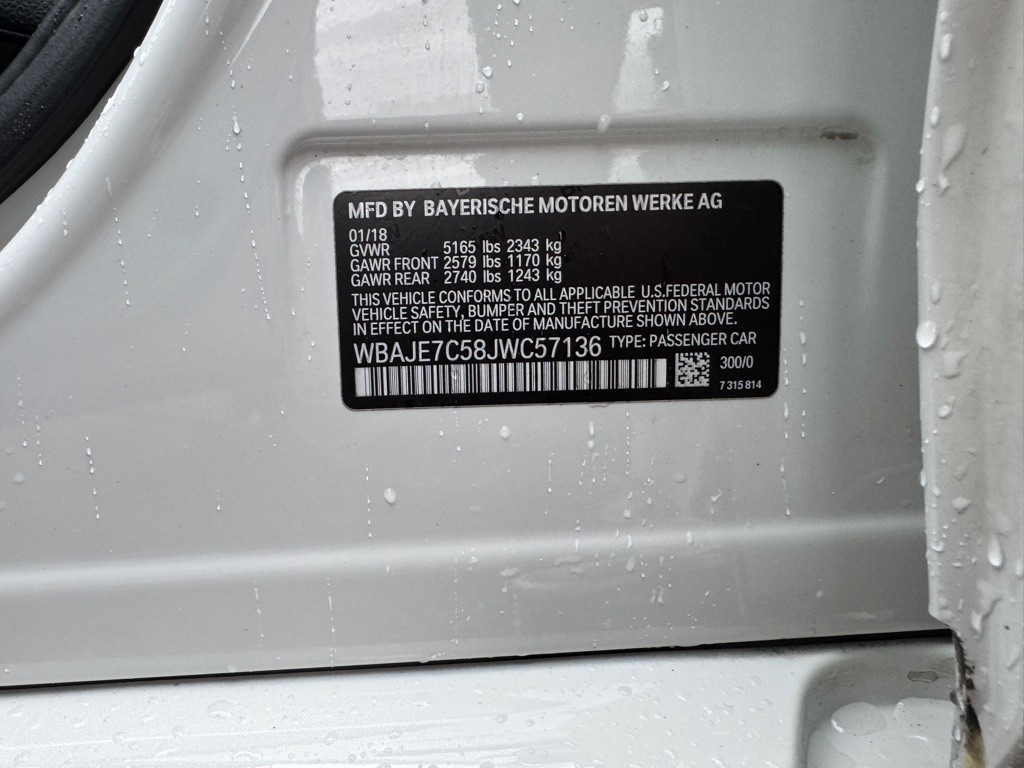 MFD BY BAYERISCHE MOTOREN WERKE AG
01/18
GVWR 5165 lbs 2343 kg
GAWR FRONT 2579 lbs 1170 kg
GAWR REAR 2740 lbs 1243 kg
THIS VEHICLE CONFORMS TO ALL APPLICABLE U.S.FEDERAL MOTOR
VEHICLE SAFETY, BUMPER AND THEFT PREVENTION STANDARDS
IN EFFECT ON THE DATE OF MANUFACTURE SHOWN ABOVE.
WBAJE7C58JWC57136 TYPE: PASSENGER CAR
300/0
7 315 814